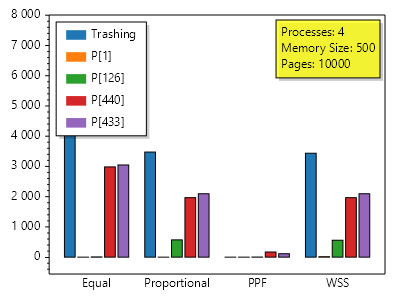 8 000
7 000
6 000
5 000
4 000
3 000
2 000
1 000
0
Trashing
P[1]
P[126]
P[440]
P[433]
Processes: 4
Memory Size: 500
Pages: 10000
Equal Proportional PPF WSS